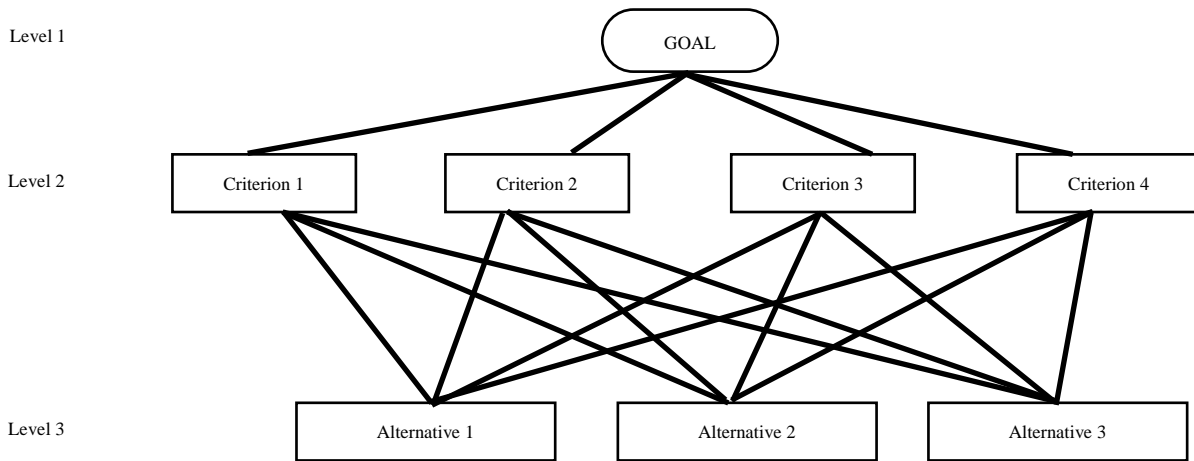 Level 1
GOAL
Level 2
Criterion 1
Criterion 2
Criterion 3
Criterion 4
Level 3
Alternative 1
Alternative 2
Alternative 3